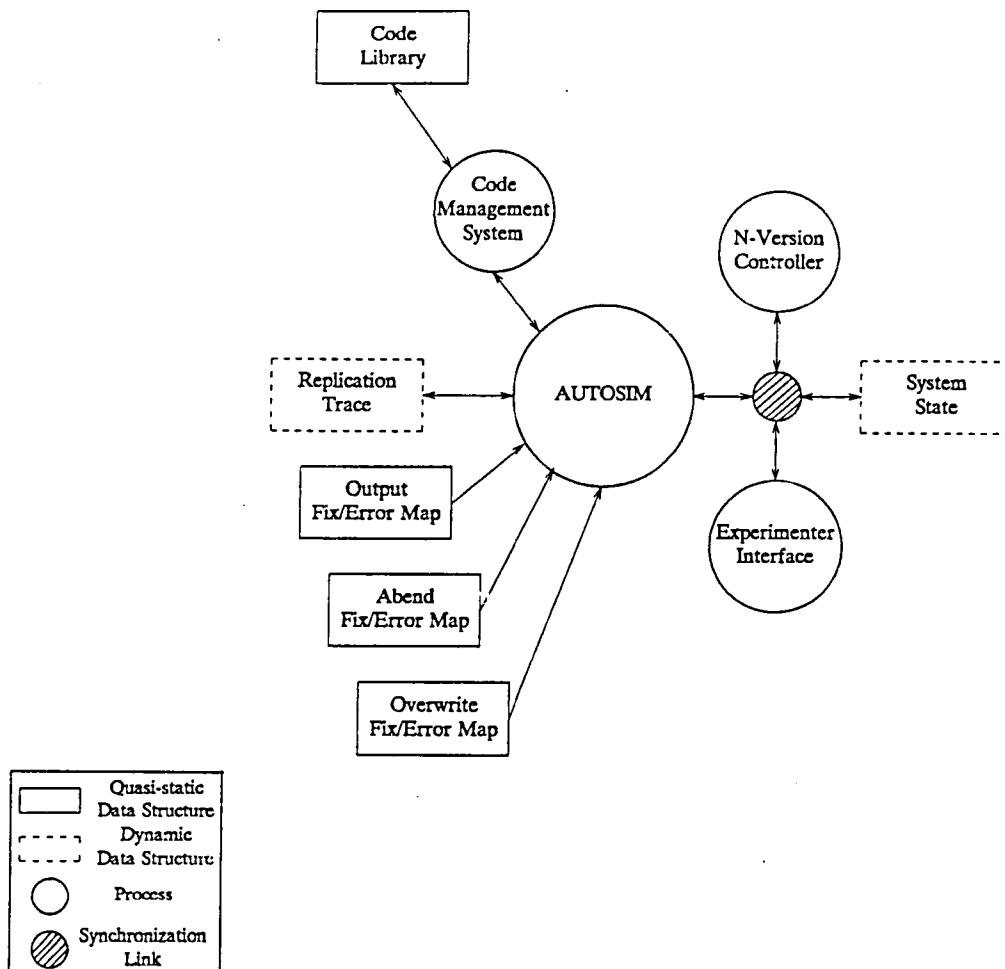 Code
Library
Code
Management
System
N-Version
Controller
Replication
Trace
AUTOSIM
System
State
Output
Fix/Error Map
Experimenter
Interface
Abend
Fix/Error Map
Overwrite
Fix/Error Map
Quasi-static
Data Structure
Dynamic
Data Structure
Process
Synchronization
Link